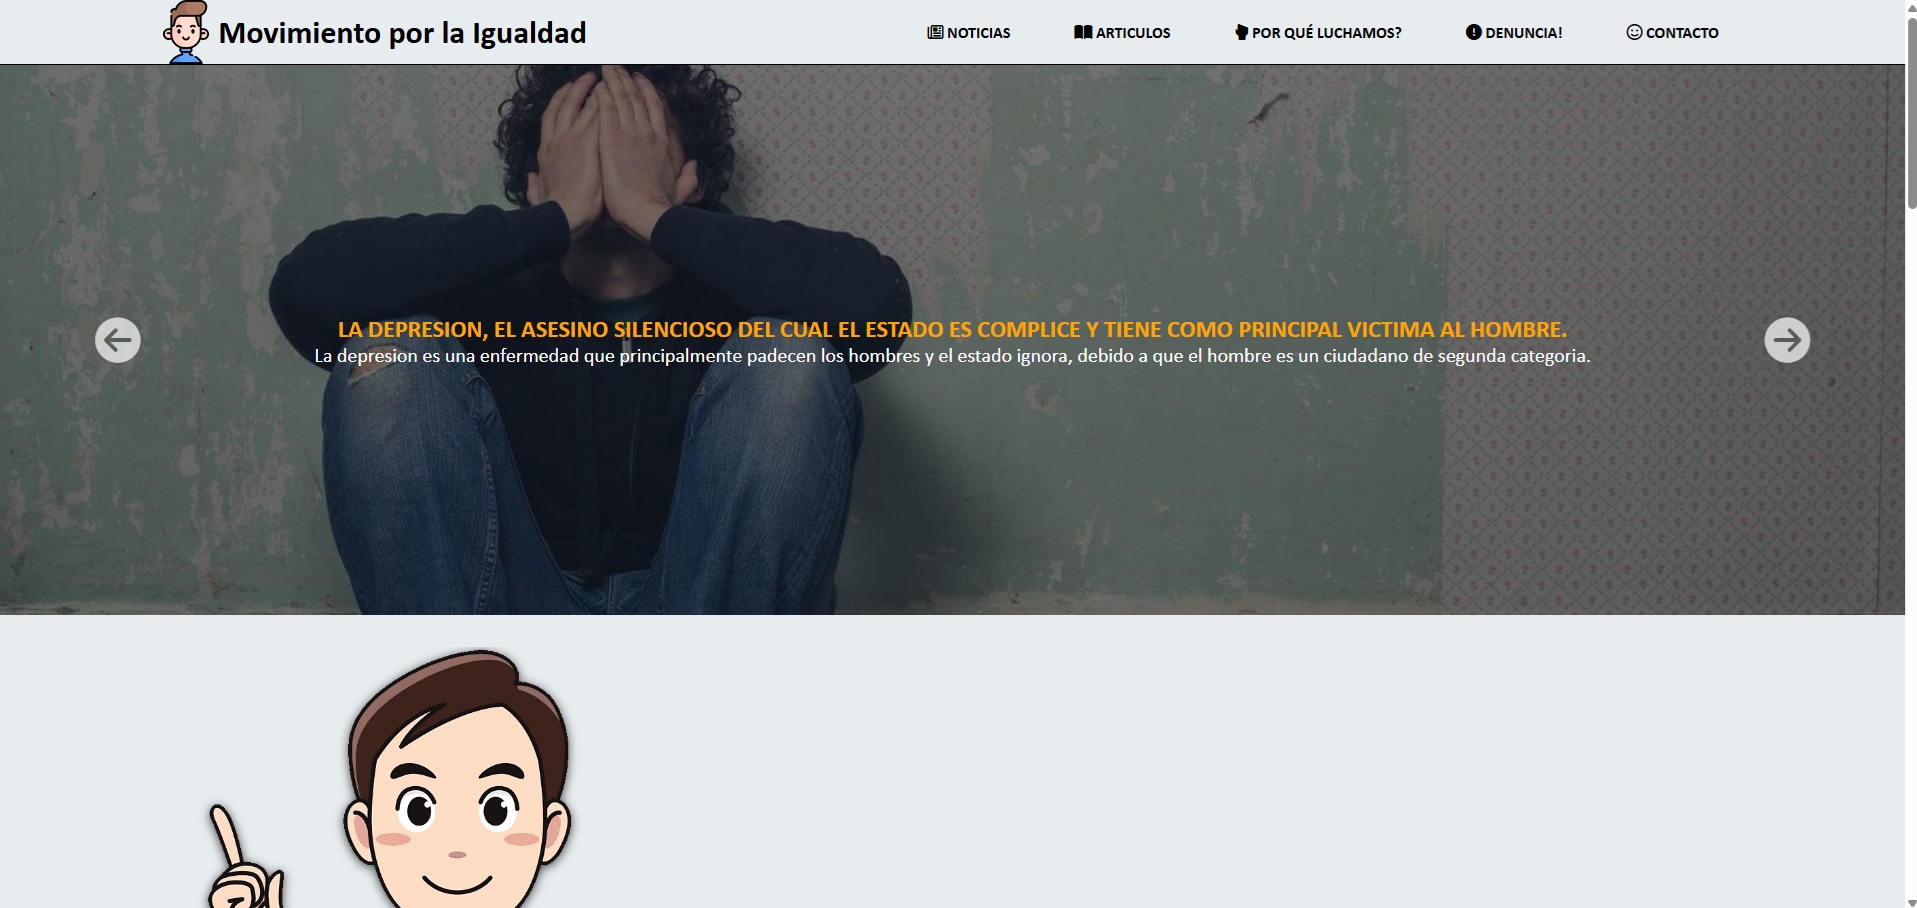 Movimiento por la Igualdad
NOTICIAS
ARTICULOS
POR QUÉ LUCHAMOS?
DENUNCIA!
CONTACTO
LA DEPRESION, EL ASESINO SILENCIOSO DEL CUAL EL ESTADO ES COMPLICE Y TIENE COMO PRINCIPAL VICTIMA AL HOMBRE.
La depresion es una enfermedad que principalmente padecen los hombres y el estado ignora, debido a que el hombre es un ciudadano de segunda categoria.